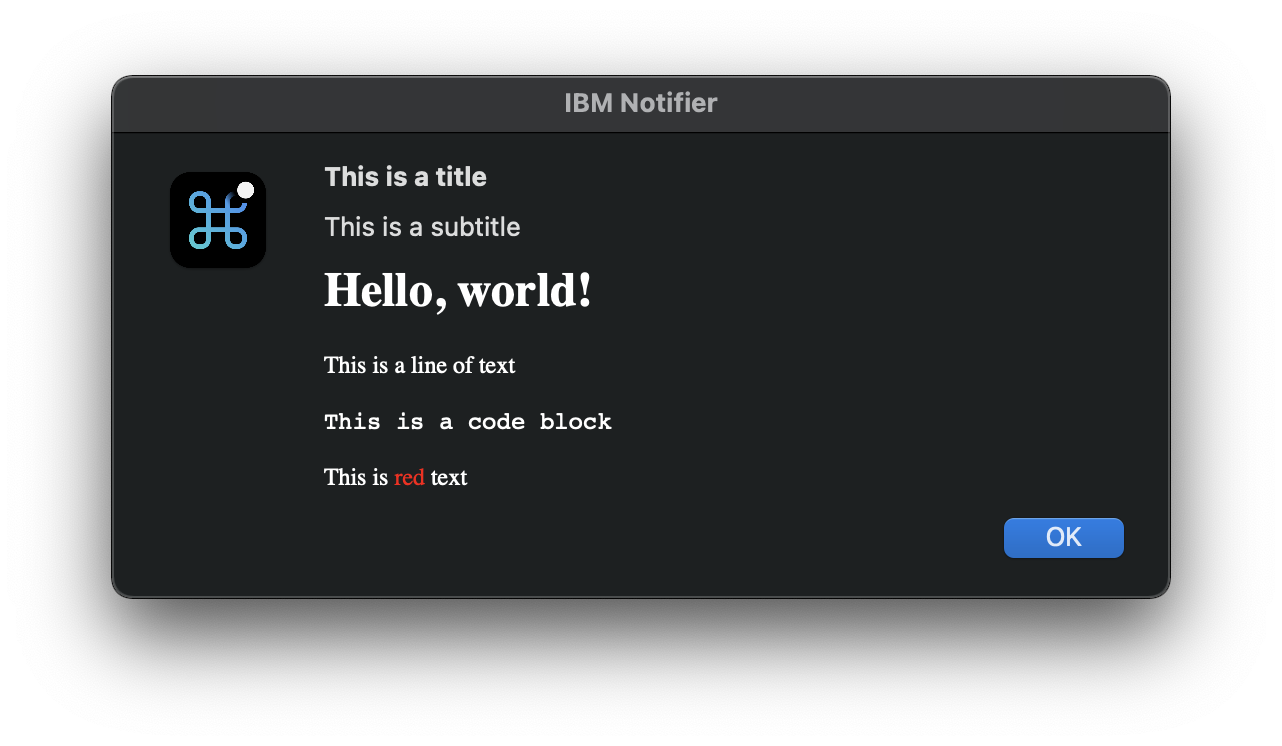 IBM Notifier
This is a title
This is a subtitle
Hello, world!
This is a line of text
This is a code block
This is red text
OK